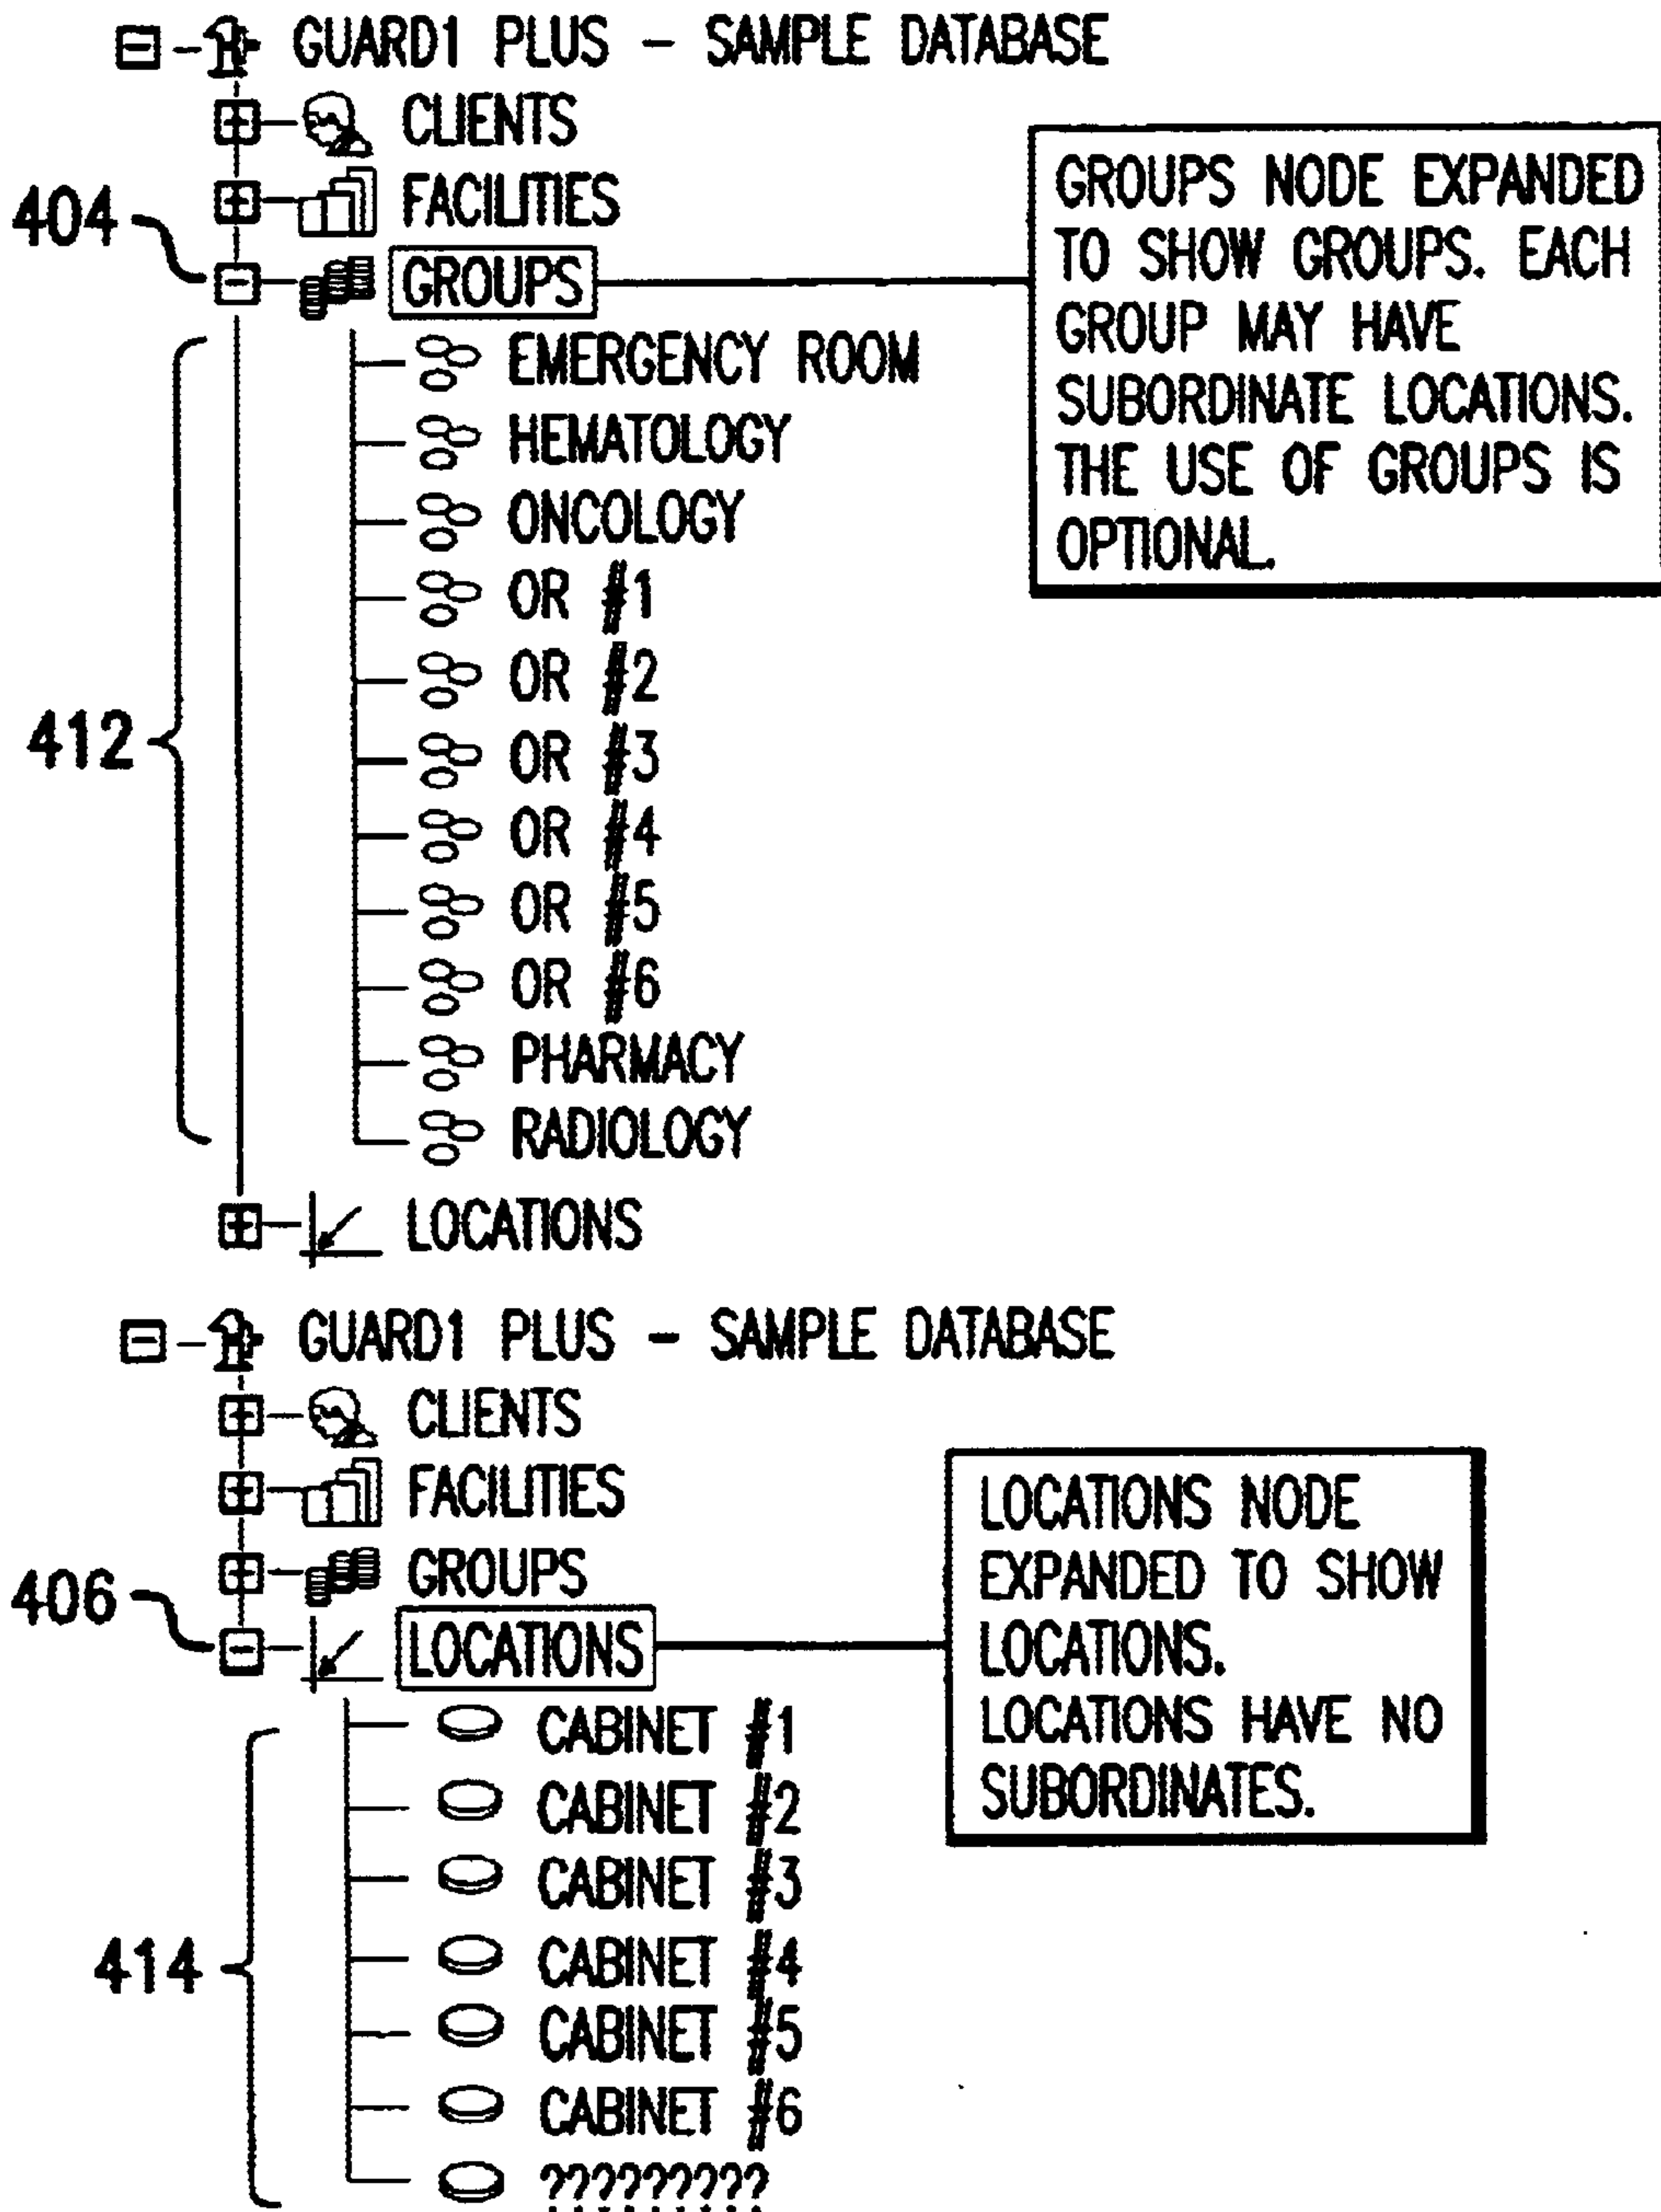 GUARD1 PLUS - SAMPLE DATABASE
CLIENTS
FACILITIES
404
GROUPS
GROUPS NODE EXPANDED
TO SHOW GROUPS. EACH
GROUP MAY HAVE
SUBORDINATE LOCATIONS.
THE USE OF GROUPS IS
OPTIONAL.
412
EMERGENCY ROOM
HEMATOLOGY
ONCOLOGY
OR #1
OR #2
OR #3
OR #4
OR #5
OR #6
PHARMACY
RADIOLOGY
LOCATIONS
GUARD1 PLUS - SAMPLE DATABASE
CLIENTS
FACILITIES
GROUPS
406
LOCATIONS
LOCATIONS NODE
EXPANDED TO SHOW
LOCATIONS.
LOCATIONS HAVE NO
SUBORDINATES.
414
CABINET #1
CABINET #2
CABINET #3
CABINET #4
CABINET #5
CABINET #6
?????????